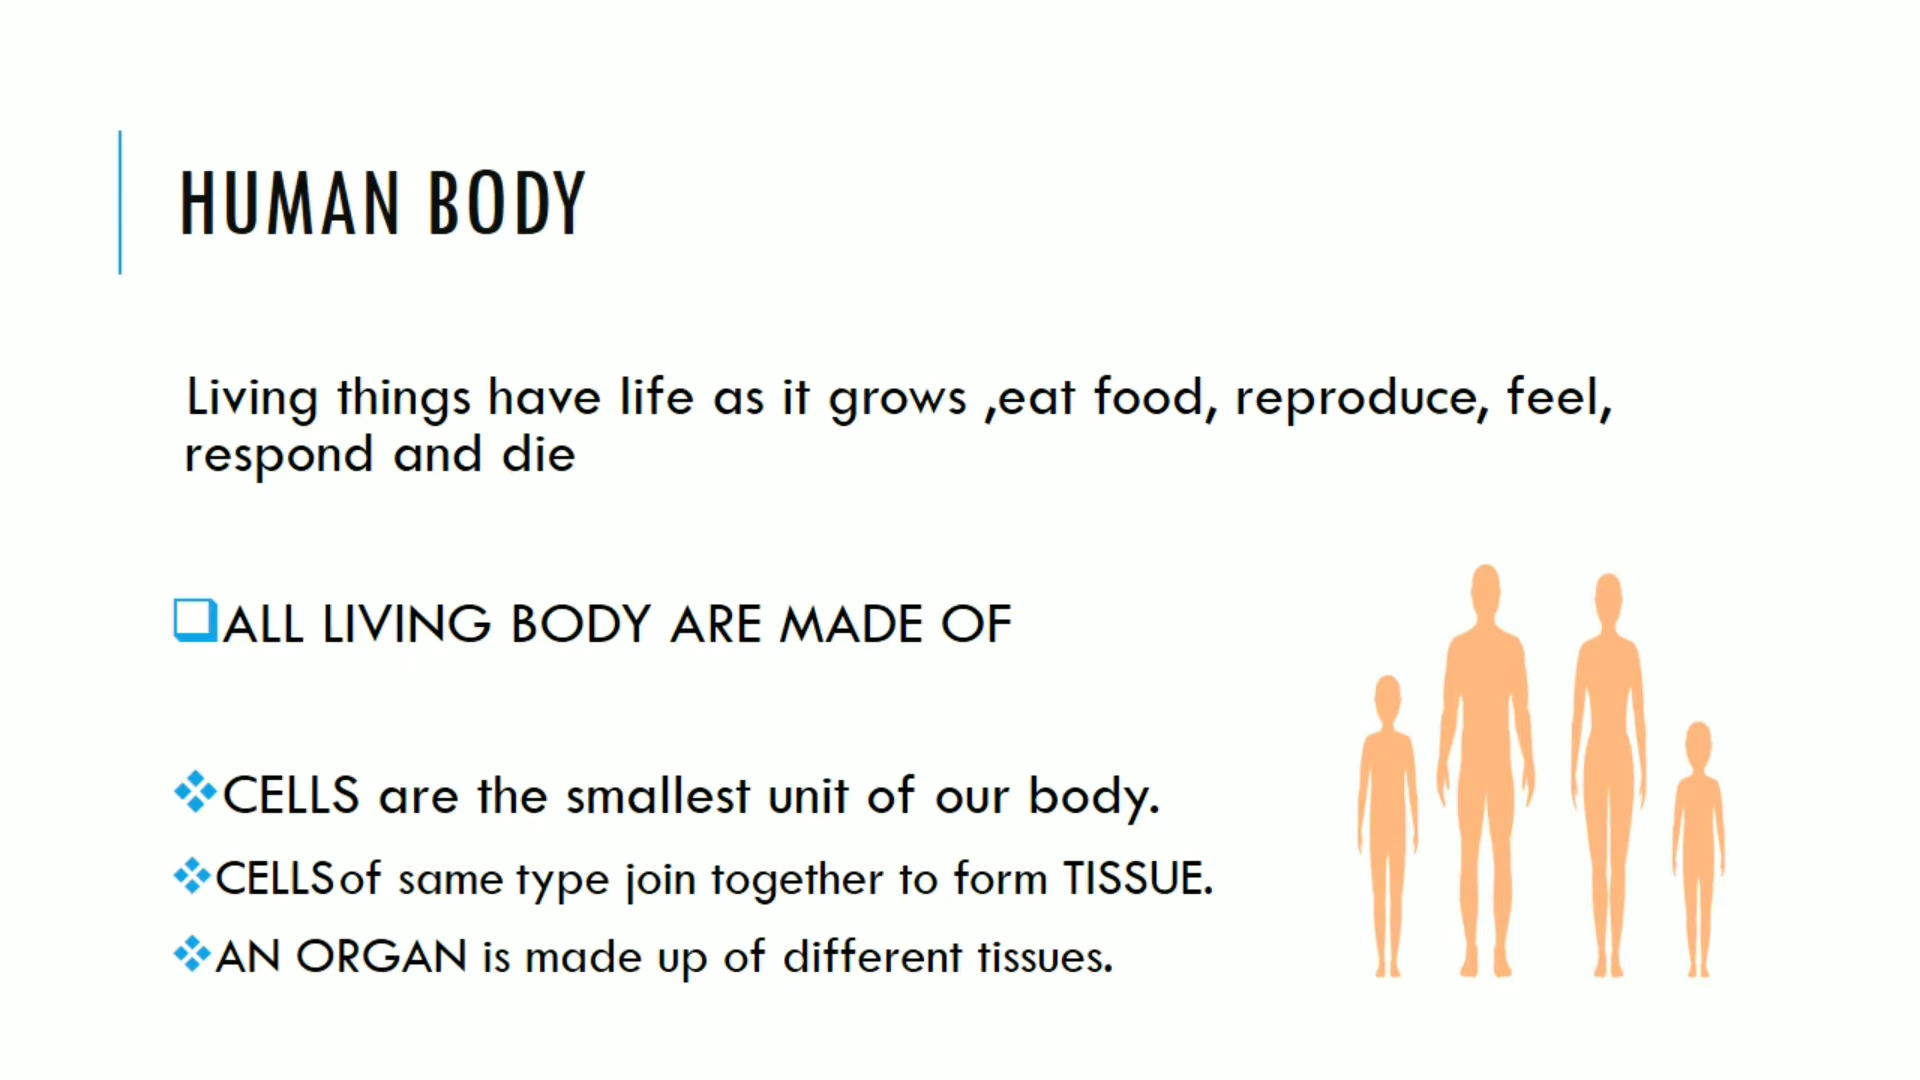 HUMAN BODY
Living things have life as it grows ,eat food, reproduce, feel,
respond and die
ALL LIVING BODY ARE MADE OF
CELLS are the smallest unit of our body.
CELLS of same type join together to form TISSUE.
AN ORGAN is made up of different tissues.